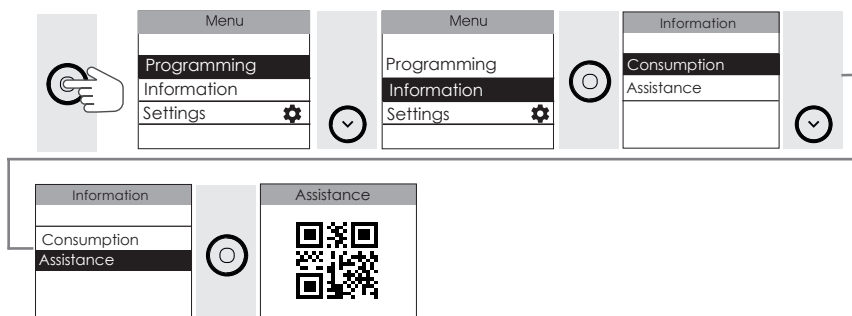 Menu
Programming
Information
Settings
Menu
Programming
Information
Settings
Information
Consumption
Assistance
Information
Consumption
Assistance
Assistance